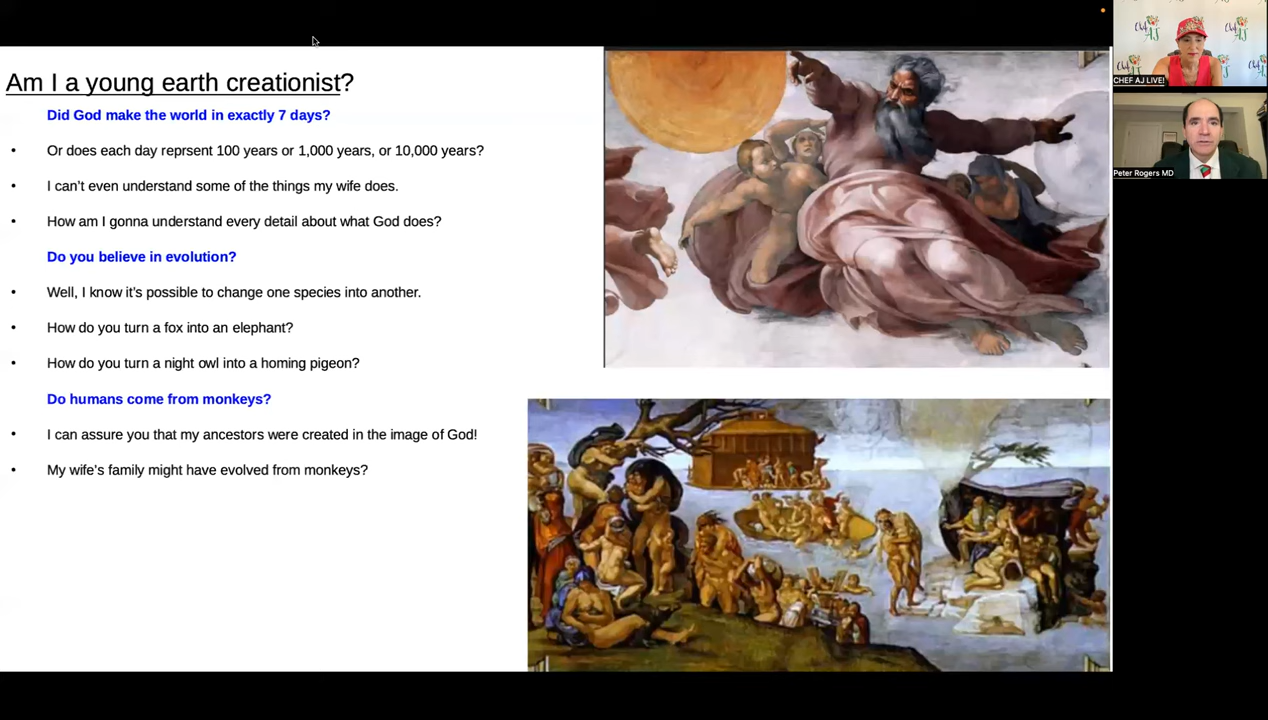 Am I a young earth creationist?
Did God make the world in exactly 7 days?
• Or does each day reprsent 100 years or 1,000 years, or 10,000 years?
• I can't even understand some of the things my wife does.
• How am I gonna understand every detail about what God does?
Do you believe in evolution?
• Well, I know it's possible to change one species into another.
• How do you turn a fox into an elephant?
• How do you turn a night owl into a homing pigeon?
Do humans come from monkeys?
• I can assure you that my ancestors were created in the image of God!
• My wife's family might have evolved from monkeys?
Chef AJ
CHEF AJ LIVE!
Peter Rogers MD